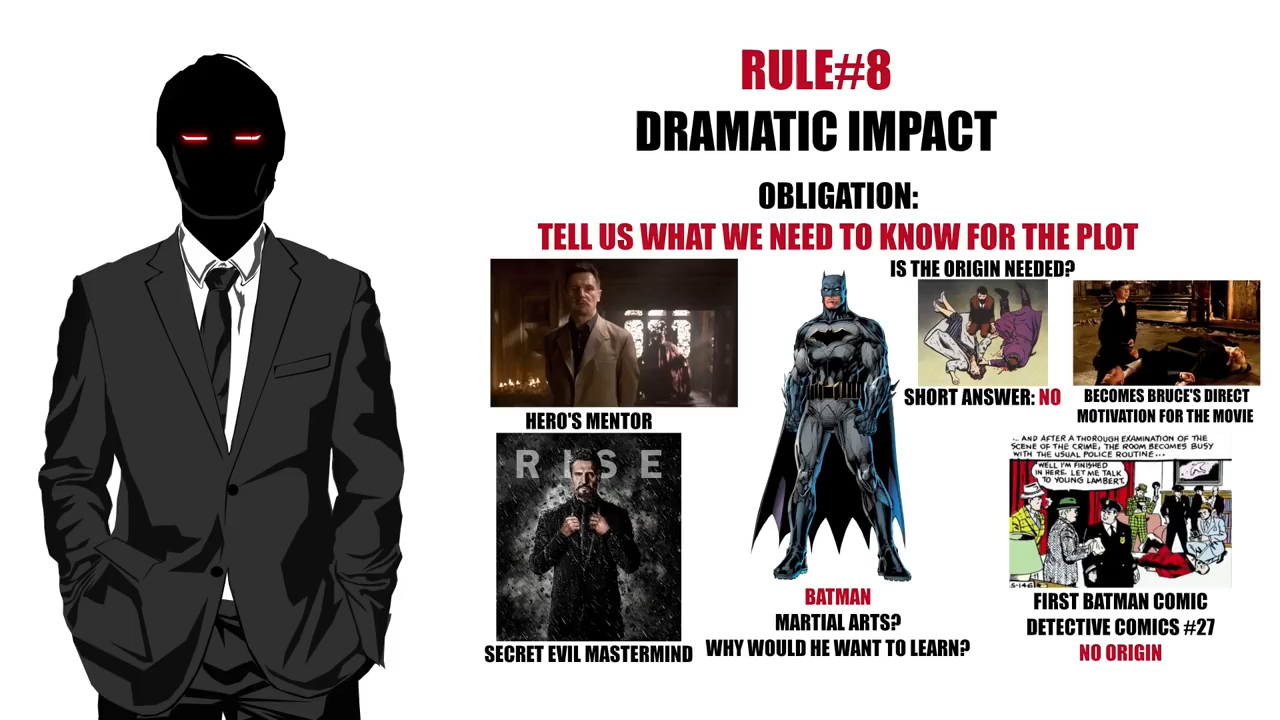 RULE#8
DRAMATIC IMPACT
OBLIGATION:
TELL US WHAT WE NEED TO KNOW FOR THE PLOT
HERO'S MENTOR
RISE
SECRET EVIL MASTERMIND
BATMAN
MARTIAL ARTS?
WHY WOULD HE WANT TO LEARN?
IS THE ORIGIN NEEDED?
SHORT ANSWER: NO
BECOMES BRUCE'S DIRECT
MOTIVATION FOR THE MOVIE
... AND AFTER A THOROUGH EXAMINATION OF THE
SCENE OF THE CRIME, THE ROOM BECOMES BUSY
WITH THE USUAL POLICE ROUTINE...
WELL I'M FINISHED
IN HERE. LET ME TALK
TO YOUNG LAMBERT.
FIRST BATMAN COMIC
DETECTIVE COMICS #27
NO ORIGIN